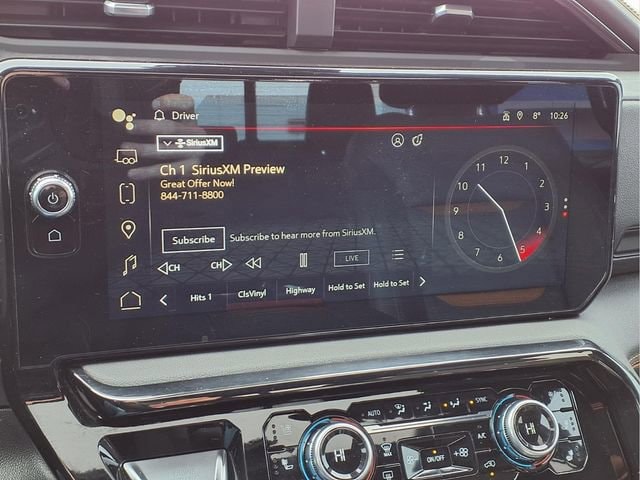 Driver
8° 10:26
SiriusXM
Ch 1 SiriusXM Preview
Great Offer Now!
844-711-8800
Subscribe Subscribe to hear more from SiriusXM.
CH CH LIVE
Hits 1 ClsVinyl Highway Hold to Set Hold to Set
12 1 2 3 4 5 6 7 8 9 10 11
AUTO SYNC
HI ON/OFF A/C HI
MAX